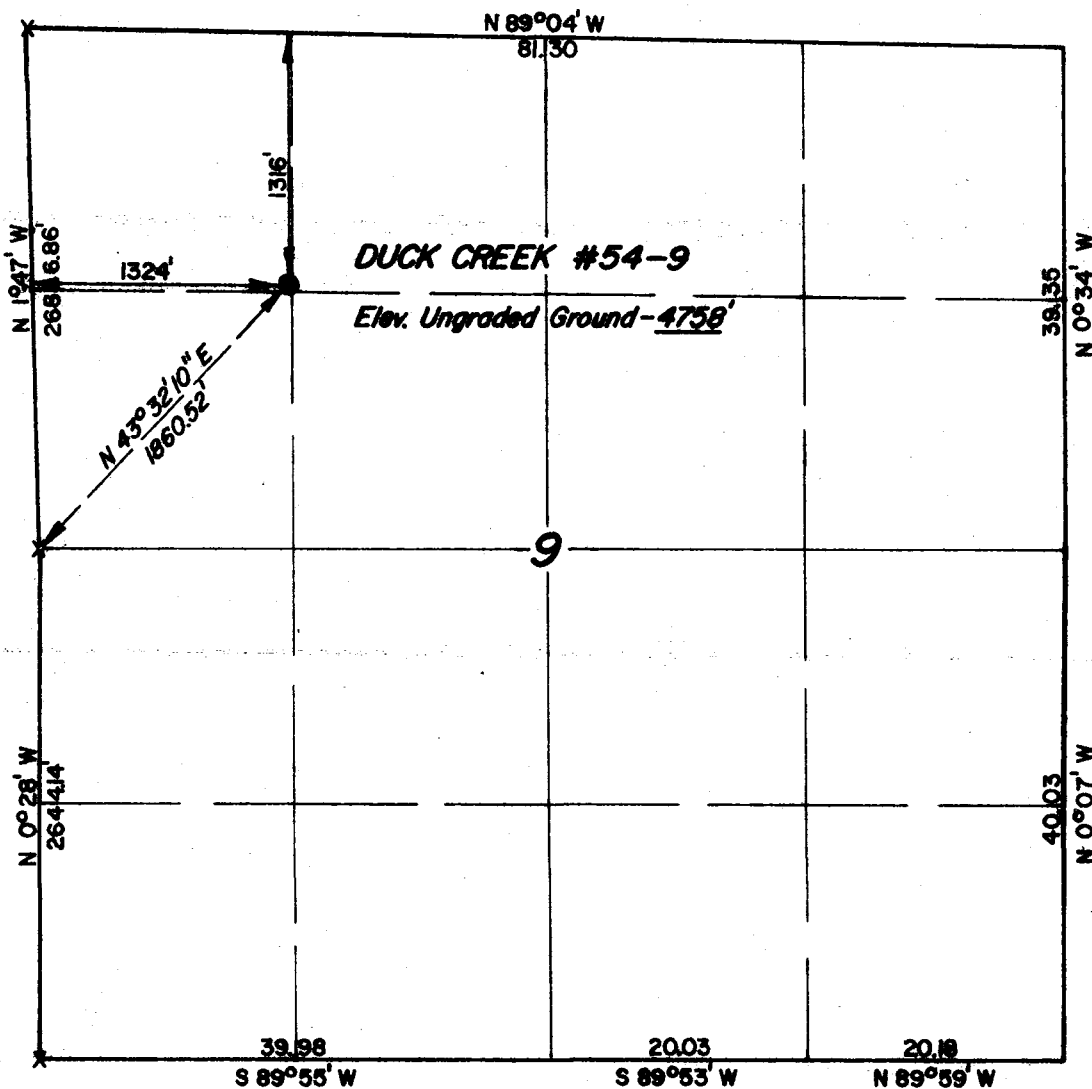 N 89°04' W
81.30
1316'
N 1°47' W
1324'
DUCK CREEK #54-9
Elev. Ungraded Ground - 4758'
39.35
N 0°34' W
N 43°32'10" E
1860.52'
9
N 0°28' W
2644.14'
40.03
N 0°07' W
39.98
S 89°55' W
20.03
S 89°53' W
20.18
N 89°59' W